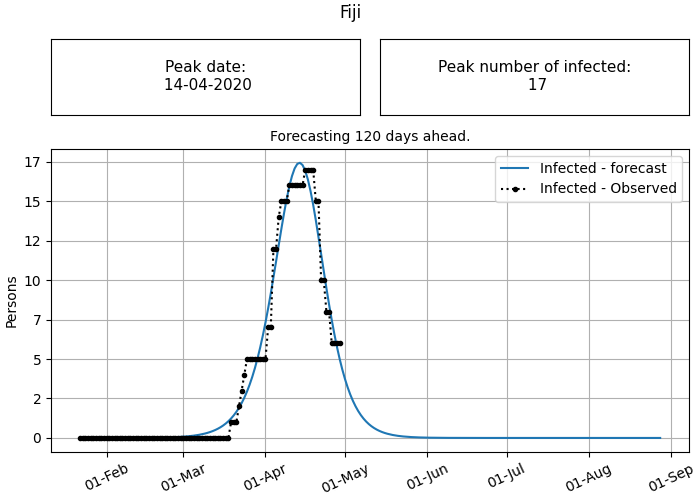 Fiji
Peak date:
14-04-2020
Peak number of infected:
17
Forecasting 120 days ahead.
Infected - forecast
Infected - Observed
Persons
17
15
12
10
7
5
2
0
01-Feb
01-Mar
01-Apr
01-May
01-Jun
01-Jul
01-Aug
01-Sep